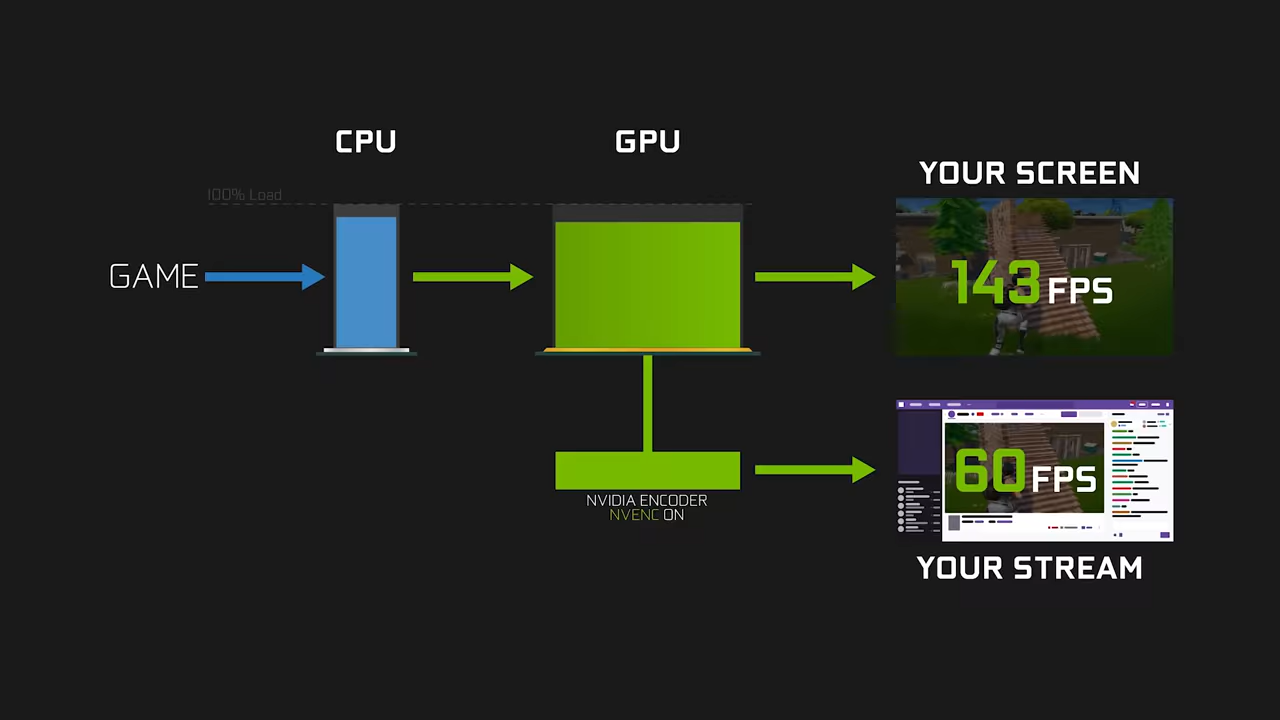 CPU
GPU
YOUR SCREEN
100% Load
GAME
143 FPS
60 FPS
NVIDIA ENCODER
NVENC ON
YOUR STREAM